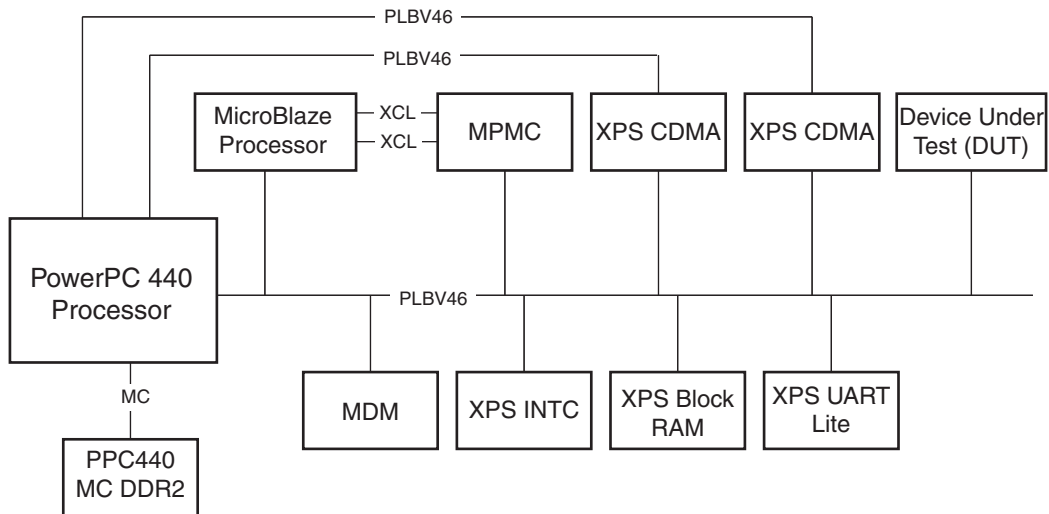 PLBV46
PLBV46
MicroBlaze
Processor
XCL
XCL
MPMC
XPS CDMA
XPS CDMA
Device Under
Test (DUT)
PowerPC 440
Processor
PLBV46
MC
MDM
XPS INTC
XPS Block
RAM
XPS UART
Lite
PPC440
MC DDR2